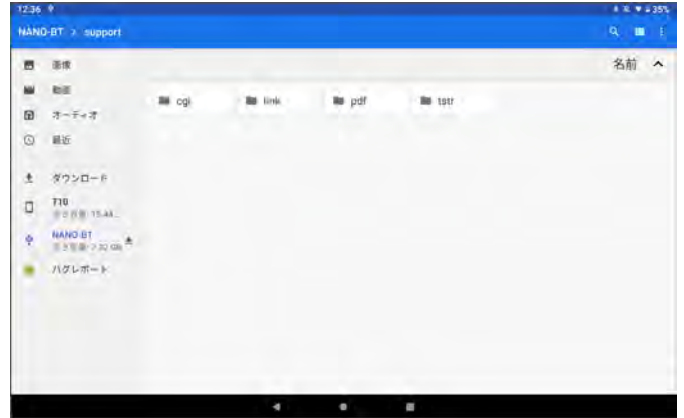 12:36
35%
NANO-BT > support
画像
名前
動画
cgi
link
pdf
tstr
オーディオ
最近
ダウンロード
710
NANO-BT
バグレポート